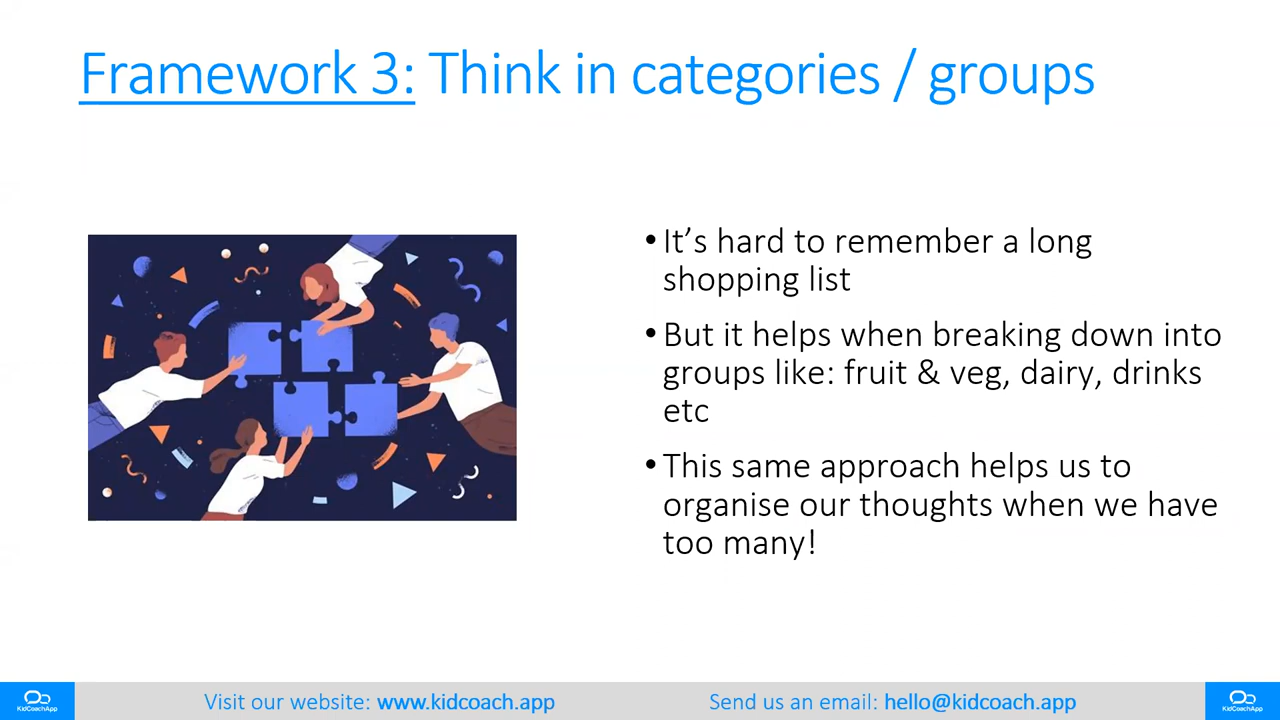 Framework 3: Think in categories / groups
•It’s hard to remember a long
shopping list
•But it helps when breaking down into
groups like: fruit & veg, dairy, drinks
etc
•This same approach helps us to
organise our thoughts when we have
too many!
KidCoachApp
Visit our website: www.kidcoach.app
Send us an email: hello@kidcoach.app
KidCoachApp